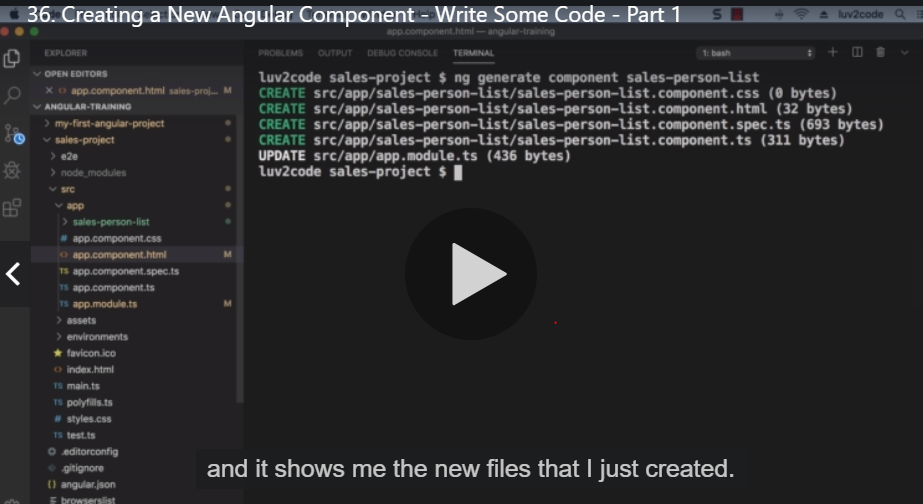 36. Creating a New Angular Component - Write Some Code - Part 1
luv2code
app.component.html — angular-training
EXPLORER
OPEN EDITORS
app.component.html sales-proj... M
ANGULAR-TRAINING
my-first-angular-project
sales-project
e2e
node_modules
src
app
sales-person-list
# app.component.css
<> app.component.html M
TS app.component.spec.ts
TS app.component.ts
TS app.module.ts M
assets
environments
favicon.ico
<> index.html
TS main.ts
TS polyfills.ts
# styles.css
TS test.ts
.editorconfig
.gitignore
{} angular.json
browserslist
PROBLEMS OUTPUT DEBUG CONSOLE TERMINAL 1: bash
luv2code sales-project $ ng generate component sales-person-list
CREATE src/app/sales-person-list/sales-person-list.component.css (0 bytes)
CREATE src/app/sales-person-list/sales-person-list.component.html (32 bytes)
CREATE src/app/sales-person-list/sales-person-list.component.spec.ts (693 bytes)
CREATE src/app/sales-person-list/sales-person-list.component.ts (311 bytes)
UPDATE src/app/app.module.ts (436 bytes)
luv2code sales-project $
and it shows me the new files that I just created.